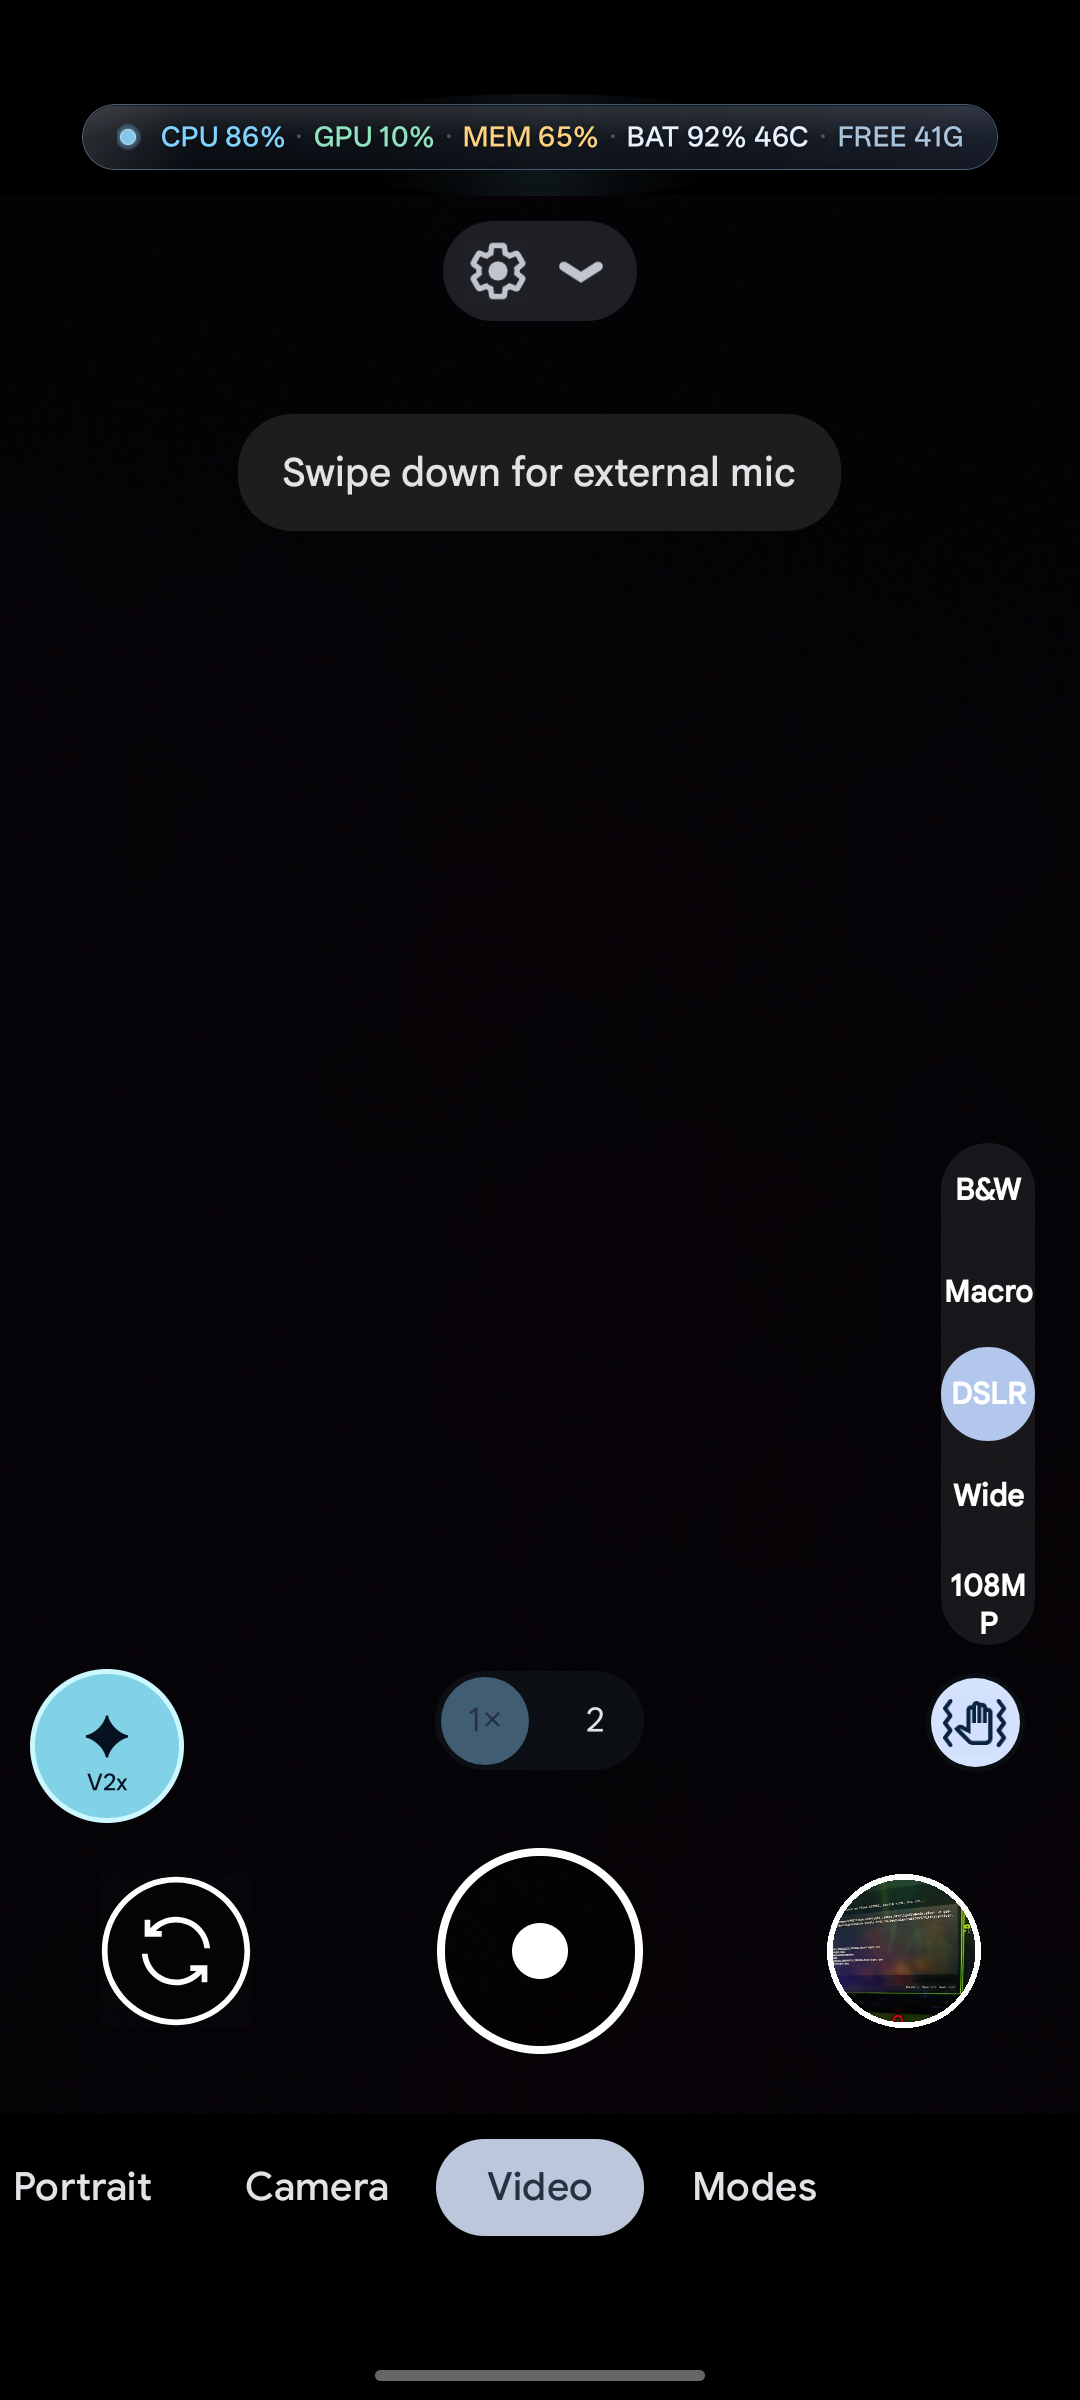 CPU 86% · GPU 10% · MEM 65% · BAT 92% 46C · FREE 41G
Swipe down for external mic
B&W
Macro
DSLR
Wide
108M
P
1×
2
V2x
Portrait
Camera
Video
Modes